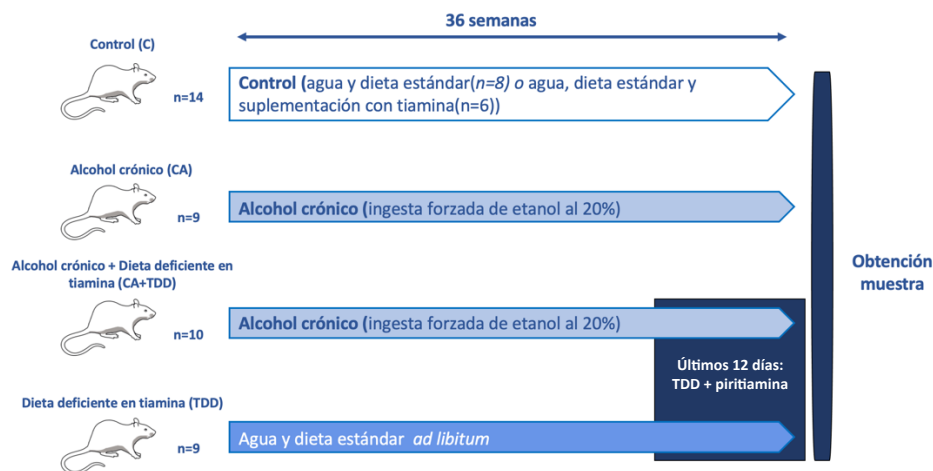 36 semanas
Control (C)
n=14
Control (agua y dieta estándar(n=8) o agua, dieta estándar y
suplementación con tiamina(n=6))
Alcohol crónico (CA)
n=9
Alcohol crónico (ingesta forzada de etanol al 20%)
Alcohol crónico + Dieta deficiente en
tiamina (CA+TDD)
n=10
Alcohol crónico (ingesta forzada de etanol al 20%)
Últimos 12 días:
TDD + piritiamina
Dieta deficiente en tiamina (TDD)
n=9
Agua y dieta estándar ad libitum
Obtención
muestra